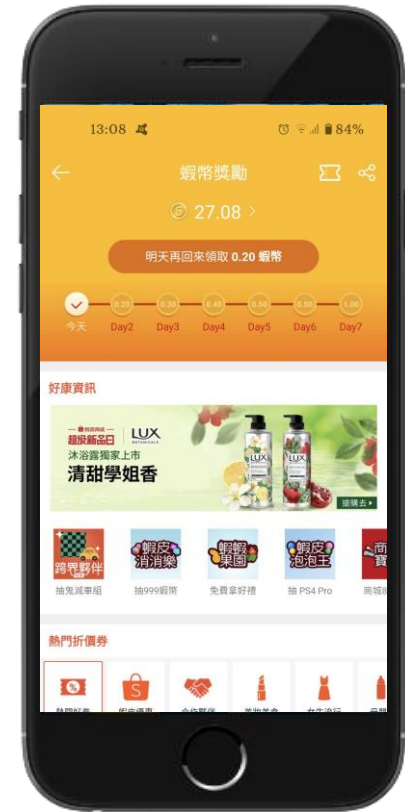 13:08
84%
蝦幣獎勵
27.08 >
明天再回來領取 0.20 蝦幣
0.20 0.30 0.40 0.50 0.50 1.00
今天 Day2 Day3 Day4 Day5 Day6 Day7
好康資訊
超級新品日 LUX
BOTANICALS
沐浴露獨家上市
清甜學姐香
搶購去
跨界夥伴
蝦皮消消樂
蝦蝦果園
蝦皮泡泡王
抽鬼滅車組 抽999蝦幣 免費拿好禮 抽 PS4 Pro
熱門折價券